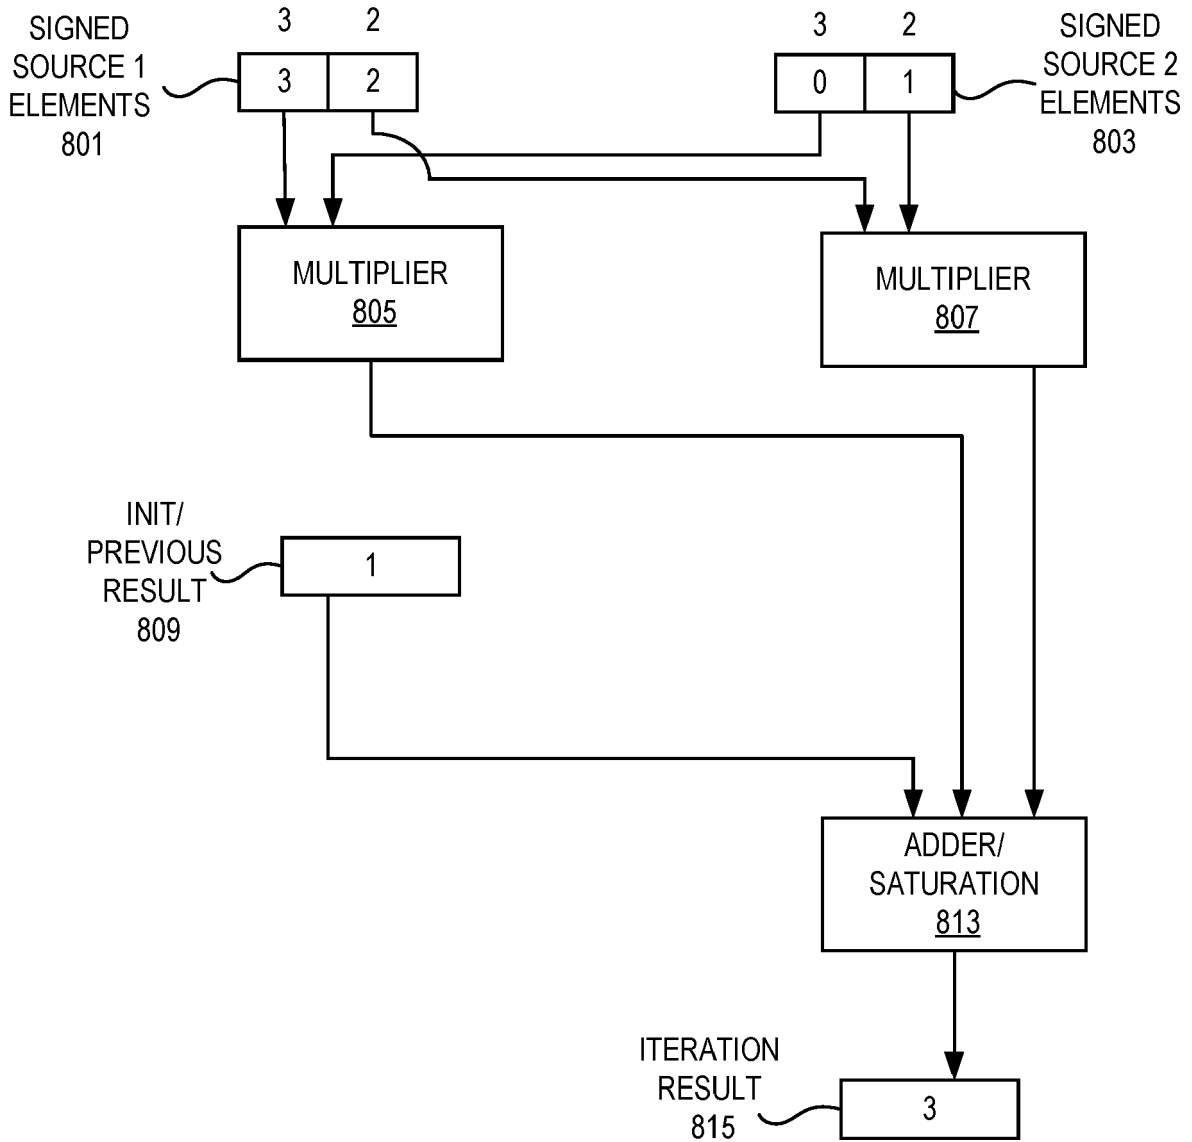 SIGNED
SOURCE 1
ELEMENTS
801
3 2
3 2
3 2
0 1
SIGNED
SOURCE 2
ELEMENTS
803
MULTIPLIER
805
MULTIPLIER
807
INIT/
PREVIOUS
RESULT
809
1
ADDER/
SATURATION
813
ITERATION
RESULT
815
3